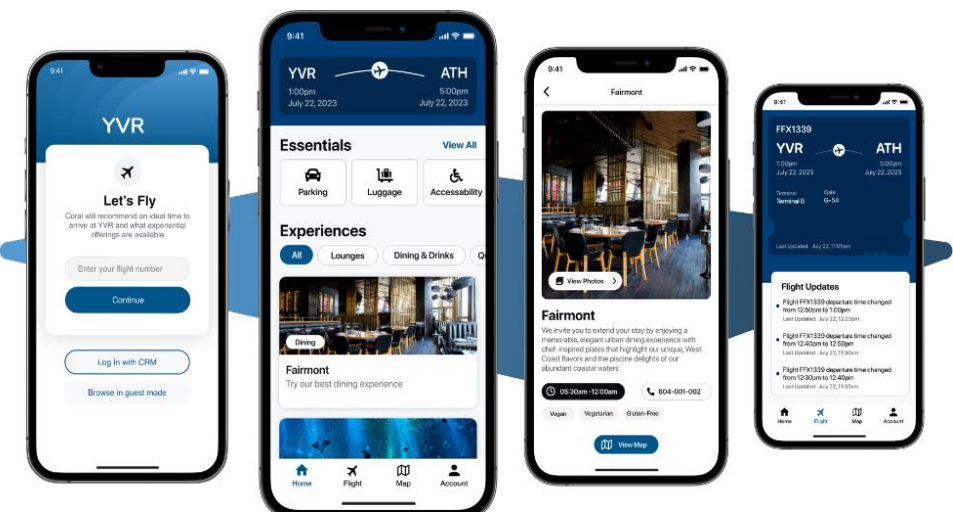 9:41
YVR
Let's Fly
Coral will recommend an ideal time to
arrive at YVR and what experiential
offerings are available
Enter your flight number
Continue
Log In with CRM
Browse in guest mode
9:41
YVR ATH
1:00pm 5:00pm
July 22, 2023 July 22, 2023
Essentials View All
Parking Luggage Accessability
Experiences
All Lounges Dining & Drinks
Dining
Fairmont
Try our best dining experience
Home Flight Map Account
9:41
Fairmont
View Photos
Fairmont
We invite you to extend your stay by enjoying a
memorable, elegant urban dining experience with
chef-inspired plates that highlight our unique, West
Coast flavors and the piscine delights of our
abundant coastal waters
05:30am -12:00am 604-001-002
Vegan Vegetarian Gluten-Free
View Map
9:41
FFX1339
YVR ATH
1:00pm 5:00pm
July 22, 2023 July 22, 2023
Terminal Gate
G-54
Last Updated: July 22, 11:05am
Flight Updates
Flight FFX1339 departure time changed
from 12:50pm to 1:00pm
Last Updated: July 22, 12:23pm
Flight FFX1339 departure time changed
from 12:40pm to 12:50pm
Last Updated: July 22, 11:30am
Flight FFX1339 departure time changed
from 12:30pm to 12:40pm
Last Updated: July 22,
Home Flight Map Account